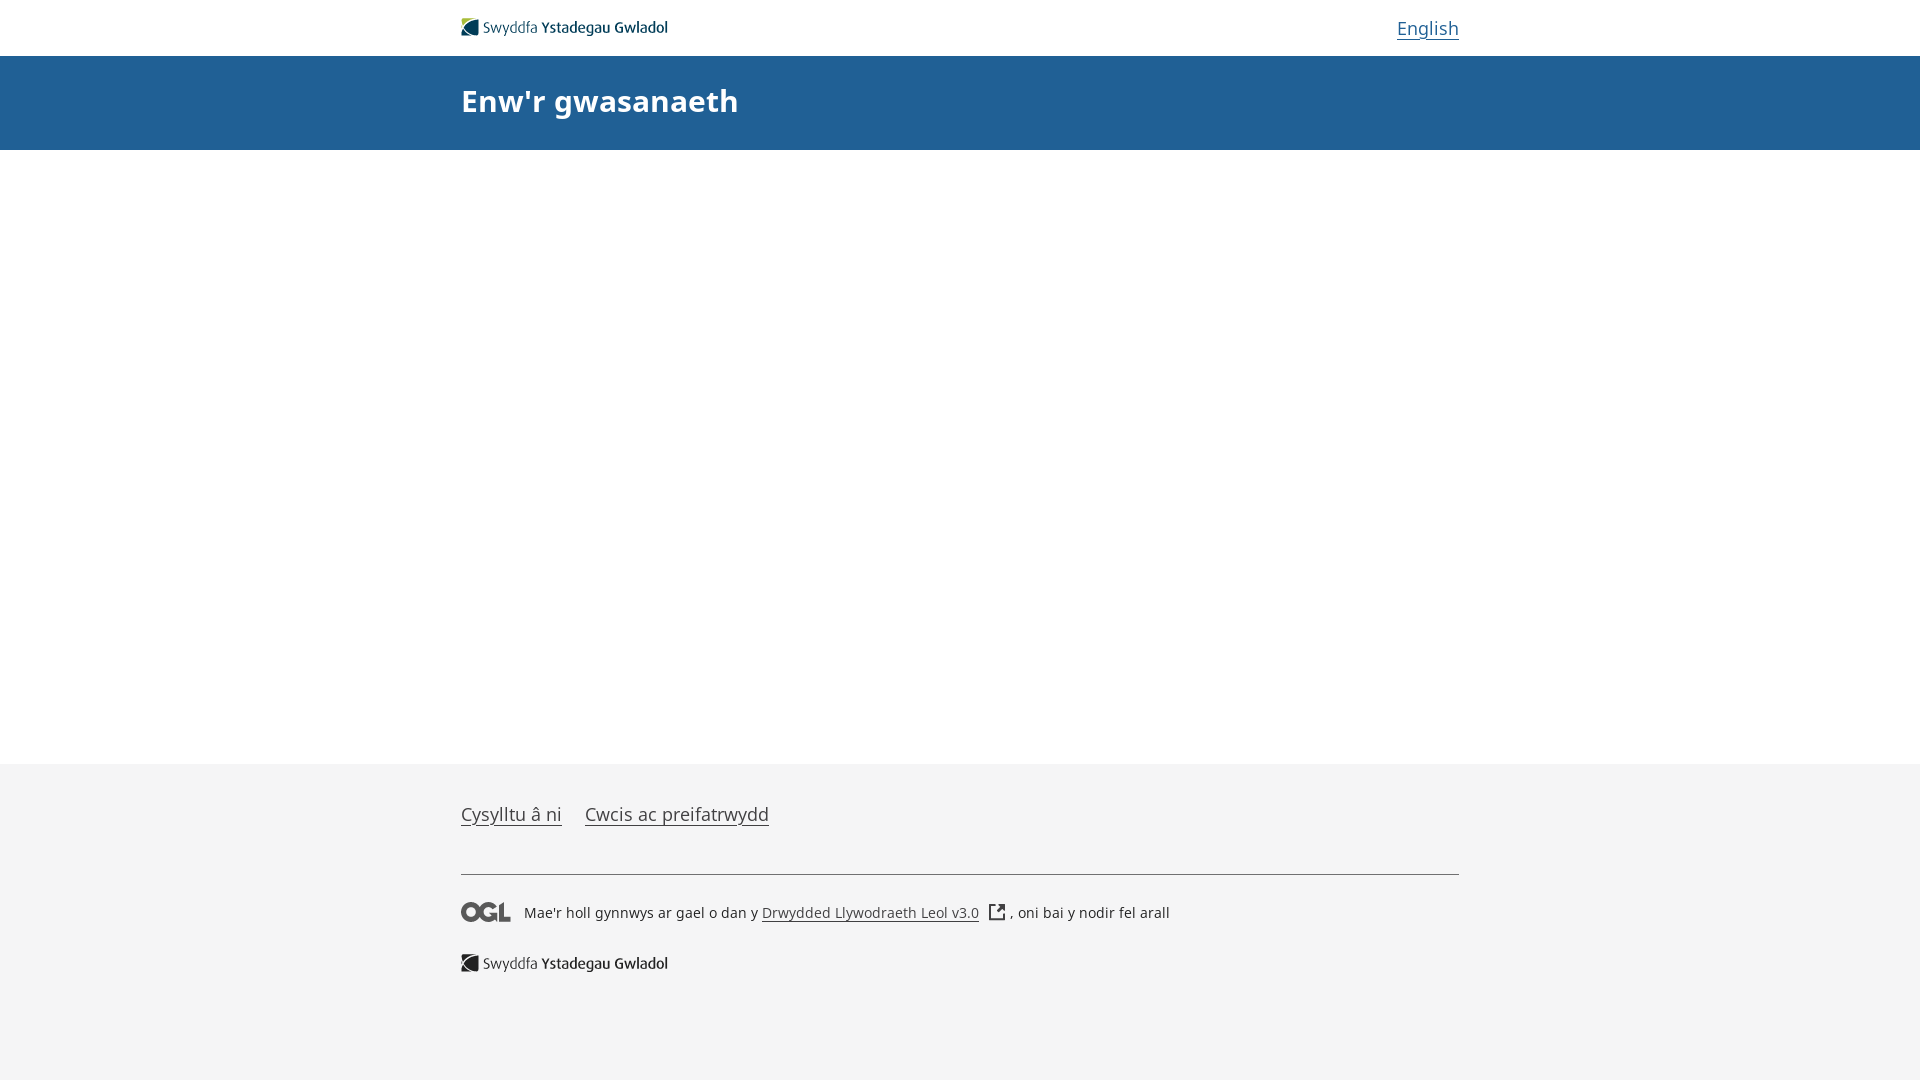 Swyddfa Ystadegau Gwladol
English
Enw'r gwasanaeth
Cysylltu â ni
Cwcis ac preifatrwydd
OGL Mae'r holl gynnwys ar gael o dan y Drwydded Llywodraeth Leol v3.0 , oni bai y nodir fel arall
Swyddfa Ystadegau Gwladol